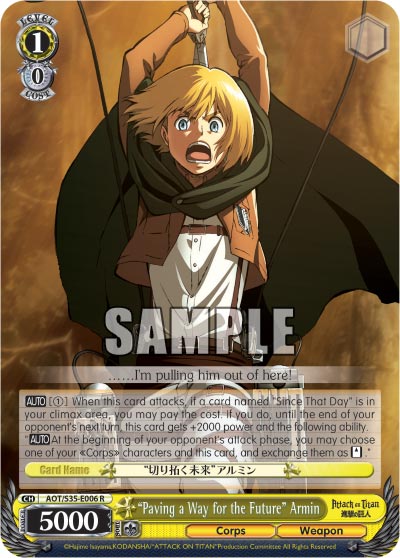 LEVEL
1
0
COST
SAMPLE
……I'm pulling him out of here!
AUTO [①] When this card attacks, if a card named "Since That Day" is in
your climax area, you may pay the cost. If you do, until the end of your
opponent's next turn, this card gets +2000 power and the following ability.
"AUTO At the beginning of your opponent's attack phase, you may choose
one of your «Corps» characters and this card, and exchange them as ."
Card Name
"切り拓く未来"アルミン
CH
AOT/S35-E006 R
"Paving a Way for the Future" Armin
Attack on Titan
進撃の巨人
POWER
5000
SOUL
Corps
Weapon
©Hajime Isayama,KODANSHA/"ATTACK ON TITAN"Production Committee.